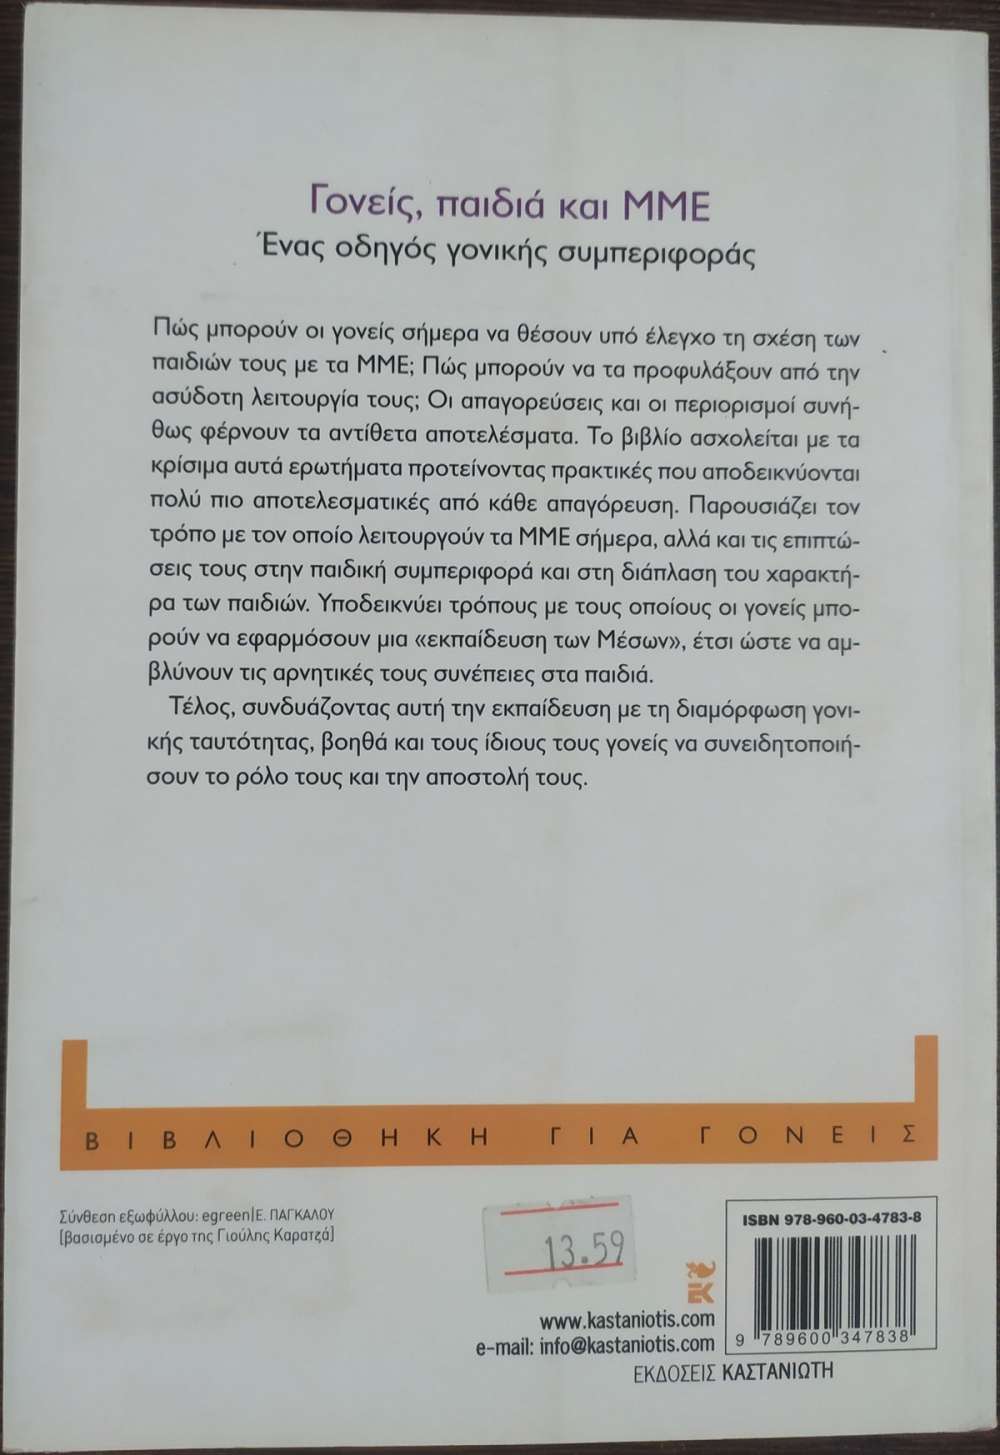 Γονείς, παιδιά και ΜΜΕ
Ένας οδηγός γονικής συμπεριφοράς
Πώς μπορούν οι γονείς σήμερα να θέσουν υπό έλεγχο τη σχέση των
παιδιών τους με τα ΜΜΕ; Πώς μπορούν να τα προφυλάξουν από την
ασύδοτη λειτουργία τους; Οι απαγορεύσεις και οι περιορισμοί συνή-
θως φέρνουν τα αντίθετα αποτελέσματα. Το βιβλίο ασχολείται με τα
κρίσιμα αυτά ερωτήματα προτείνοντας πρακτικές που αποδεικνύονται
πολύ πιο αποτελεσματικές από κάθε απαγόρευση. Παρουσιάζει τον
τρόπο με τον οποίο λειτουργούν τα ΜΜΕ σήμερα, αλλά και τις επιπτώ-
σεις τους στην παιδική συμπεριφορά και στη διάπλαση του χαρακτή-
ρα των παιδιών. Υποδεικνύει τρόπους με τους οποίους οι γονείς μπο-
ρούν να εφαρμόσουν μια «εκπαίδευση των Μέσων», έτσι ώστε να αμ-
βλύνουν τις αρνητικές τους συνέπειες στα παιδιά.
Τέλος, συνδυάζοντας αυτή την εκπαίδευση με τη διαμόρφωση γονι-
κής ταυτότητας, βοηθά και τους ίδιους τους γονείς να συνειδητοποιή-
σουν το ρόλο τους και την αποστολή τους.
ΒΙΒΛΙΟΘΗΚΗ ΓΙΑ ΓΟΝΕΙΣ
Σύνθεση εξωφύλλου: egreen|Ε. ΠΑΓΚΑΛΟΥ
[βασισμένο σε έργο της Γιούλης Καρατζά]
13.59
EK
www.kastaniotis.com
e-mail: info@kastaniotis.com
ΕΚΔΟΣΕΙΣ ΚΑΣΤΑΝΙΩΤΗ
ISBN 978-960-03-4783-8
9 789600 347838